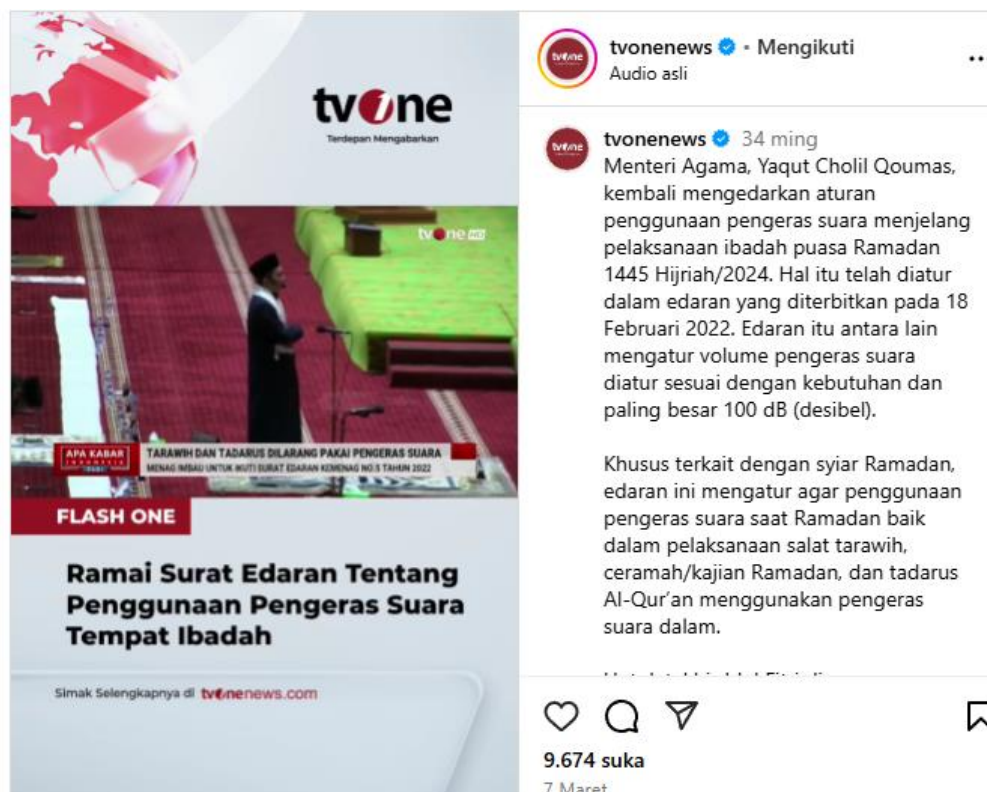 tvOne
Terdepan Mengabarkan
tvOne HD
APA KABAR
INDONESIA
TARAWIH DAN TADARUS DILARANG PAKAI PENGERAS SUARA
MENAG IMBAU UNTUK IKUTI SURAT EDARAN KEMENAG NO.5 TAHUN 2022
FLASH ONE
Ramai Surat Edaran Tentang
Penggunaan Pengeras Suara
Tempat Ibadah
Simak Selengkapnya di tvOnenews.com
tvonenews • Mengikuti
Audio asli
tvonenews 34 ming
Menteri Agama, Yaqut Cholil Qoumas,
kembali mengedarkan aturan
penggunaan pengeras suara menjelang
pelaksanaan ibadah puasa Ramadan
1445 Hijriah/2024. Hal itu telah diatur
dalam edaran yang diterbitkan pada 18
Februari 2022. Edaran itu antara lain
mengatur volume pengeras suara
diatur sesuai dengan kebutuhan dan
paling besar 100 dB (desibel).
Khusus terkait dengan syiar Ramadan,
edaran ini mengatur agar penggunaan
pengeras suara saat Ramadan baik
dalam pelaksanaan salat tarawih,
ceramah/kajian Ramadan, dan tadarus
Al-Qur'an menggunakan pengeras
suara dalam.
9.674 suka
7 Maret